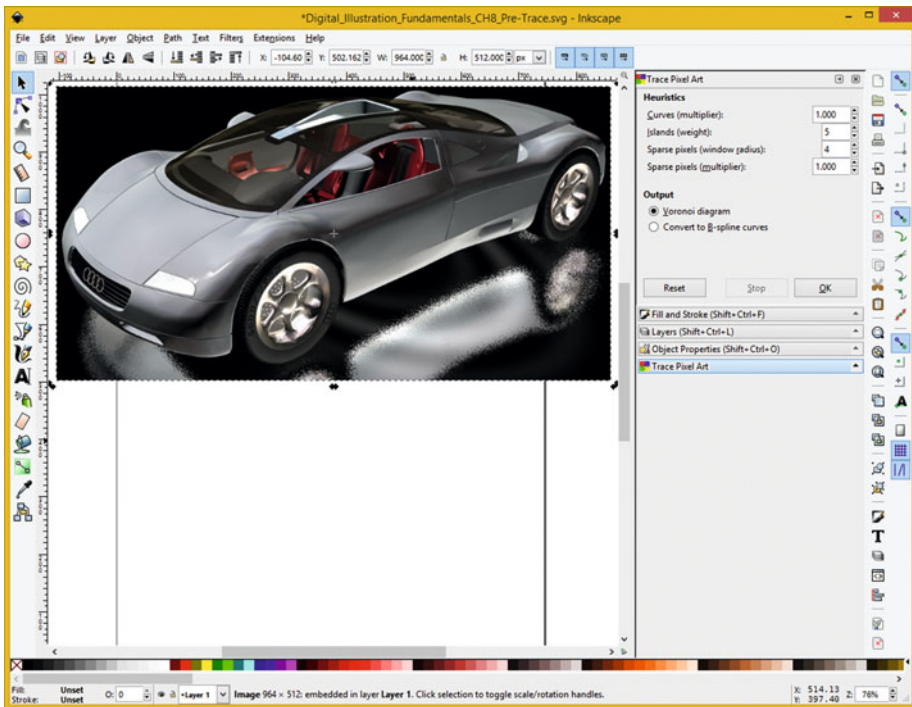 *Digital_Illustration_Fundamentals_CH8_Pre-Trace.svg - Inkscape
File Edit View Layer Object Path Text Filters Extensions Help
X: -104.60 Y: 502.162 W: 964.000 H: 512.000 px
Trace Pixel Art
Heuristics
Curves (multiplier): 1.000
Islands (weight): 5
Sparse pixels (window radius): 4
Sparse pixels (multiplier): 1.000
Output
Voronoi diagram
Convert to B-spline curves
Reset Stop OK
Fill and Stroke (Shift+Ctrl+F)
Layers (Shift+Ctrl+L)
Object Properties (Shift+Ctrl+O)
Trace Pixel Art
Fill: Unset
Stroke: Unset
O: 0
Layer 1
Image 964 × 512: embedded in layer Layer 1. Click selection to toggle scale/rotation handles.
X: 514.13
Y: 397.40
Z: 76%